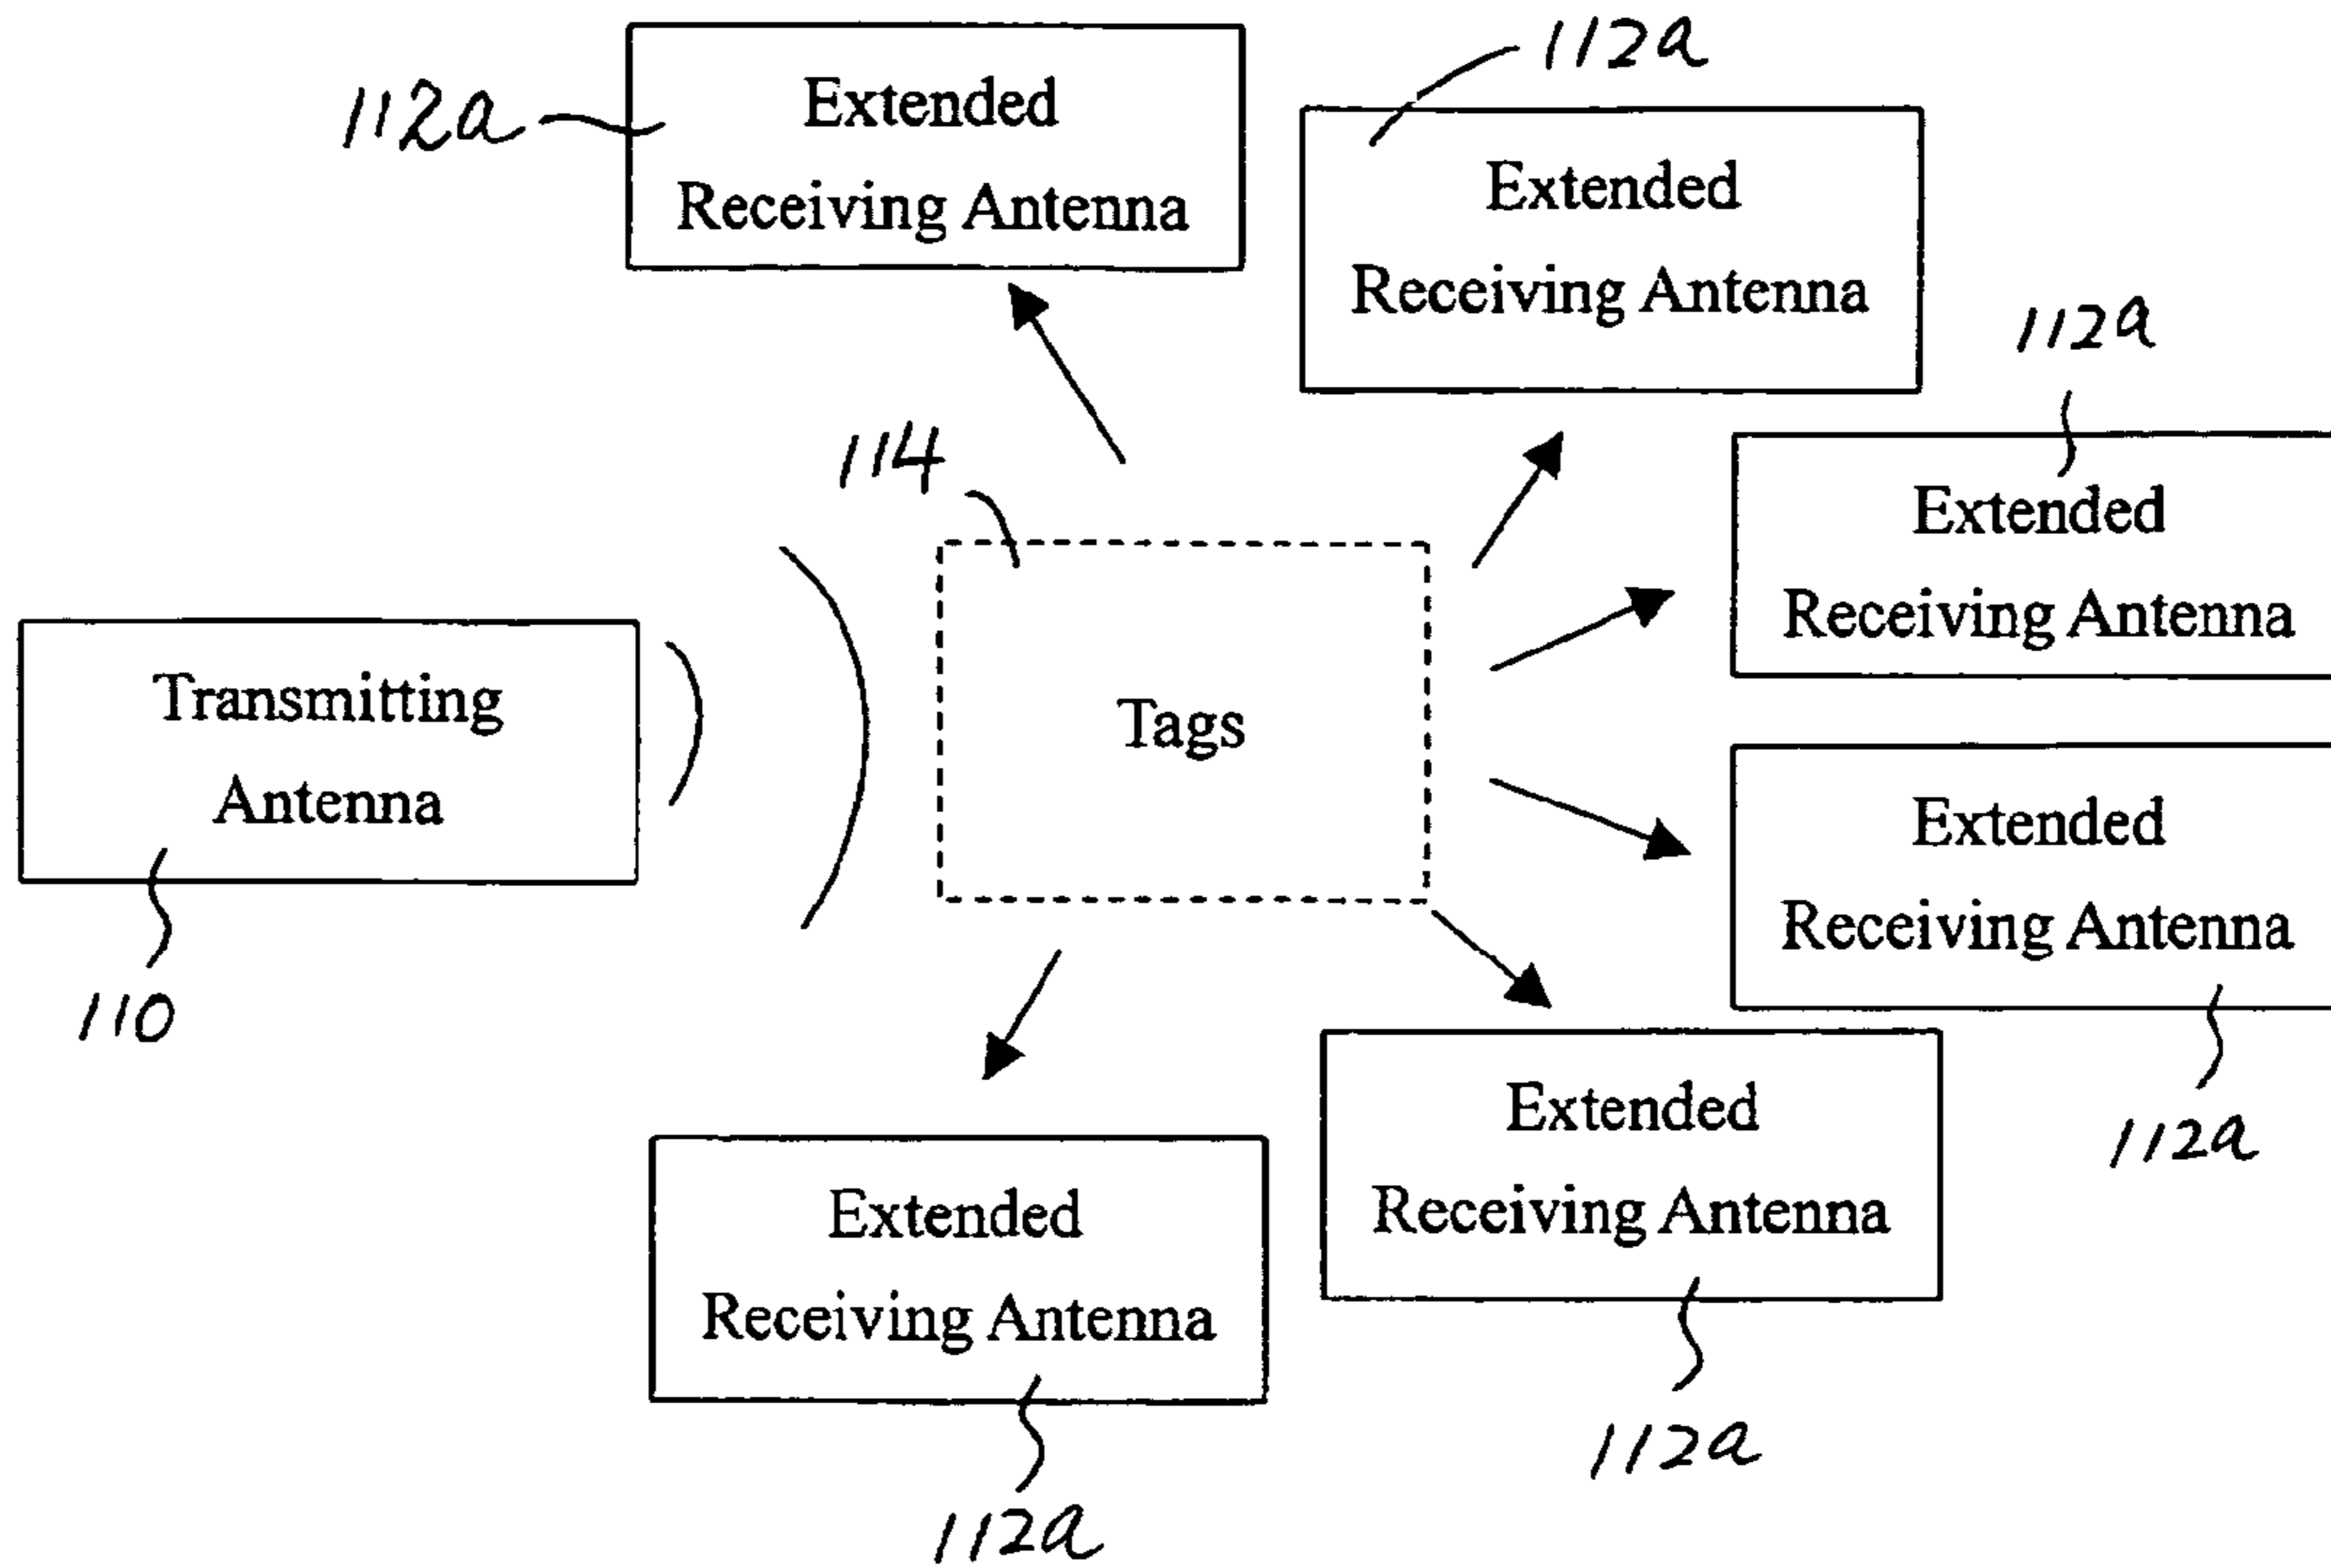 112a
Extended
Receiving Antenna
112a
Extended
Receiving Antenna
112a
Extended
Receiving Antenna
114
Tags
Transmitting
Antenna
110
Extended
Receiving Antenna
112a
Extended
Receiving Antenna
112a
Extended
Receiving Antenna
112a